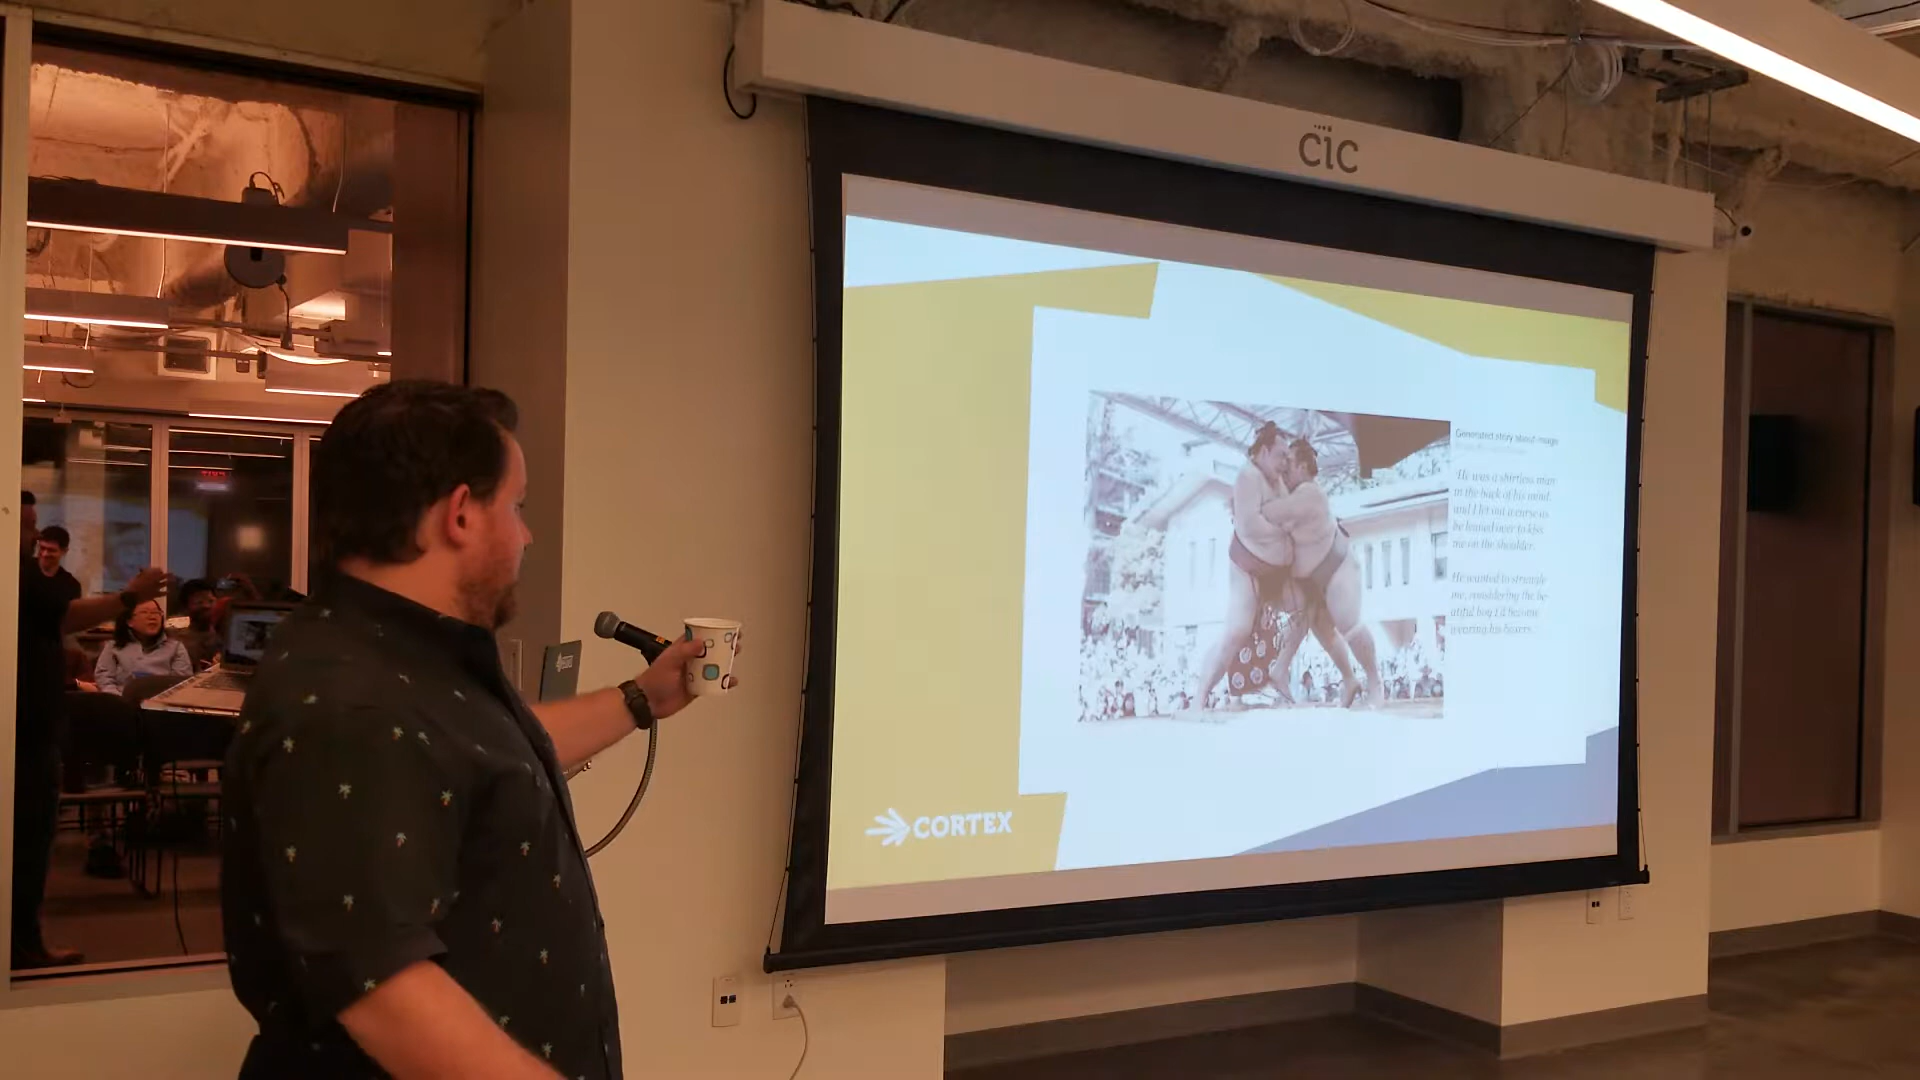 cic
Generated story about image
"He was a shirtless man
in the back of his mind,
and I let out a curse as
he leaned over to kiss
me on the shoulder.
He wanted to strangle
me, considering the be-
atiful boy I'd become
wearing his boxers.
CORTEX